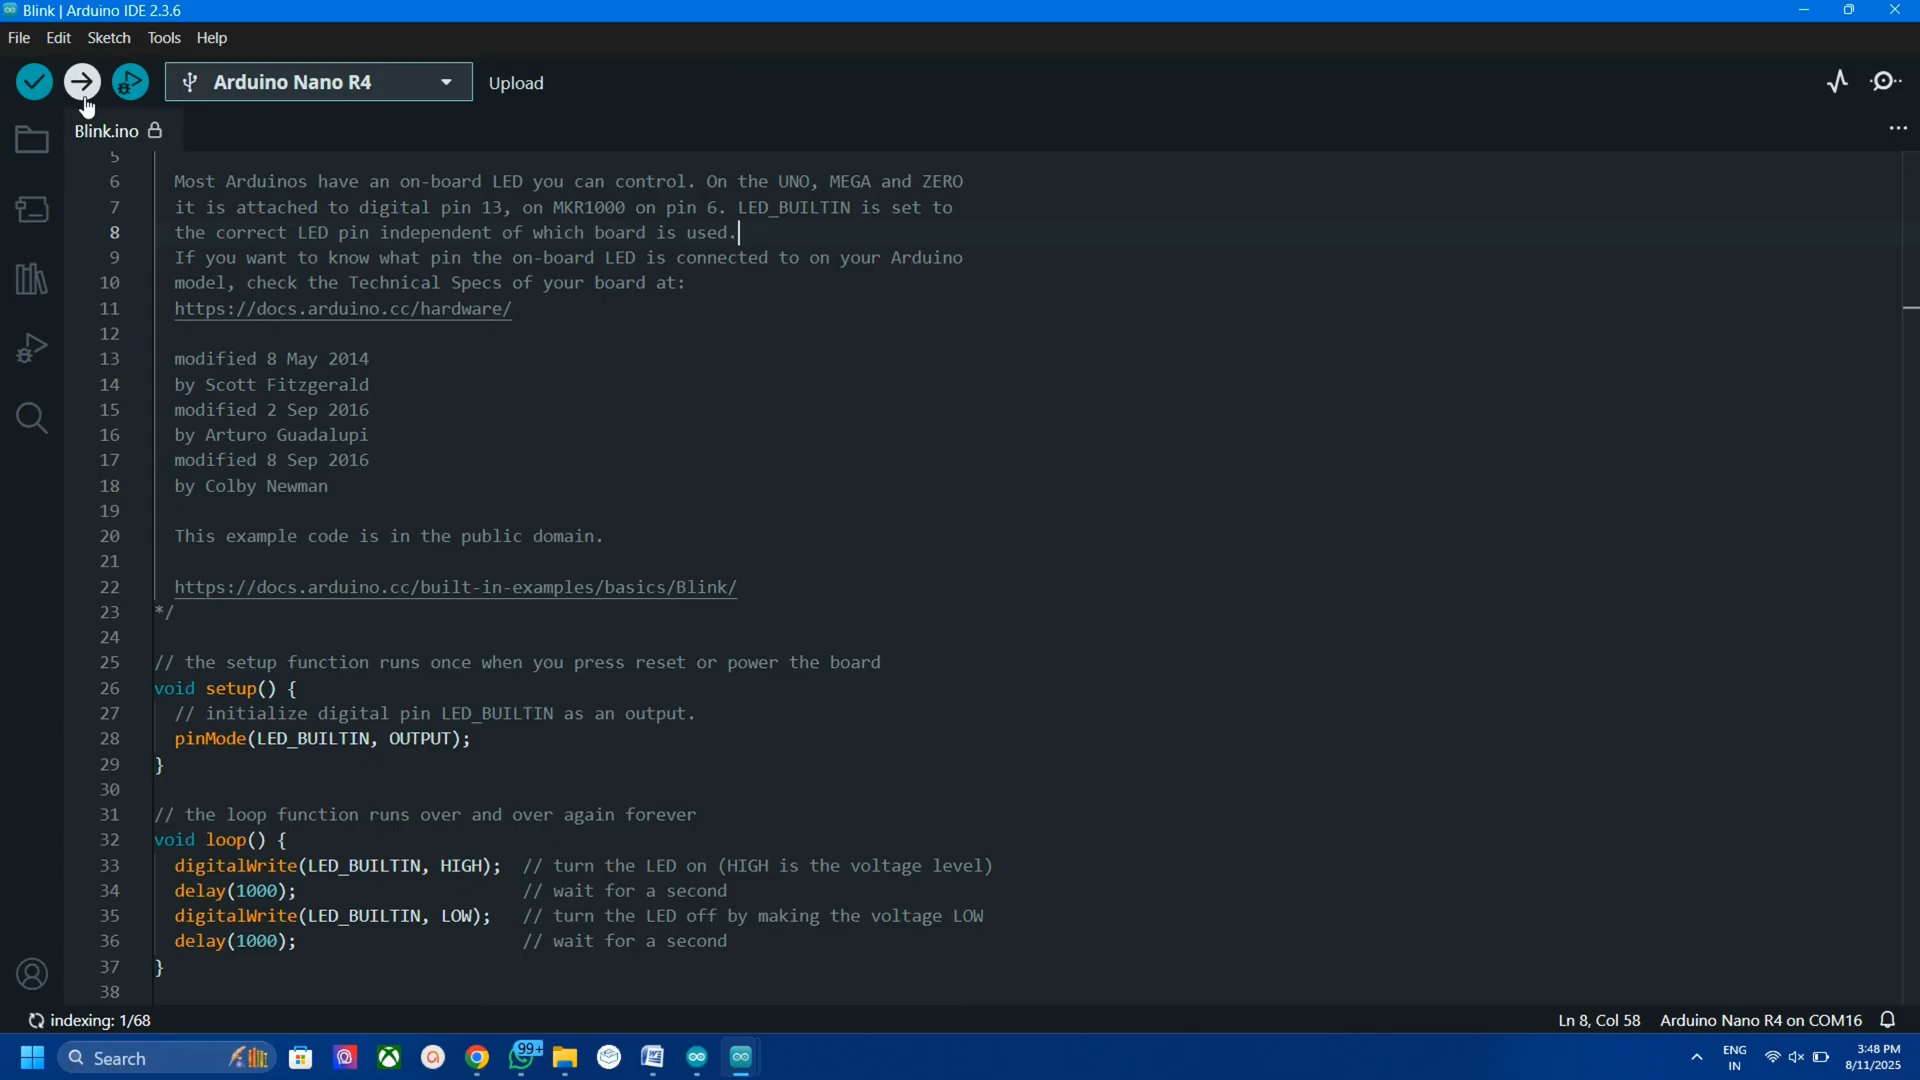 Blink | Arduino IDE 2.3.6
File Edit Sketch Tools Help
Arduino Nano R4 Upload
Blink.ino
5
6 Most Arduinos have an on-board LED you can control. On the UNO, MEGA and ZERO
7 it is attached to digital pin 13, on MKR1000 on pin 6. LED_BUILTIN is set to
8 the correct LED pin independent of which board is used.
9 If you want to know what pin the on-board LED is connected to on your Arduino
10 model, check the Technical Specs of your board at:
11 https://docs.arduino.cc/hardware/
12
13 modified 8 May 2014
14 by Scott Fitzgerald
15 modified 2 Sep 2016
16 by Arturo Guadalupi
17 modified 8 Sep 2016
18 by Colby Newman
19
20 This example code is in the public domain.
21
22 https://docs.arduino.cc/built-in-examples/basics/Blink/
23 */
24
25 // the setup function runs once when you press reset or power the board
26 void setup() {
27 // initialize digital pin LED_BUILTIN as an output.
28 pinMode(LED_BUILTIN, OUTPUT);
29 }
30
31 // the loop function runs over and over again forever
32 void loop() {
33 digitalWrite(LED_BUILTIN, HIGH); // turn the LED on (HIGH is the voltage level)
34 delay(1000); // wait for a second
35 digitalWrite(LED_BUILTIN, LOW); // turn the LED off by making the voltage LOW
36 delay(1000); // wait for a second
37 }
38
indexing: 1/68 Ln 8, Col 58 Arduino Nano R4 on COM16
Search 99+ ENG 3:48 PM
IN 8/11/2025